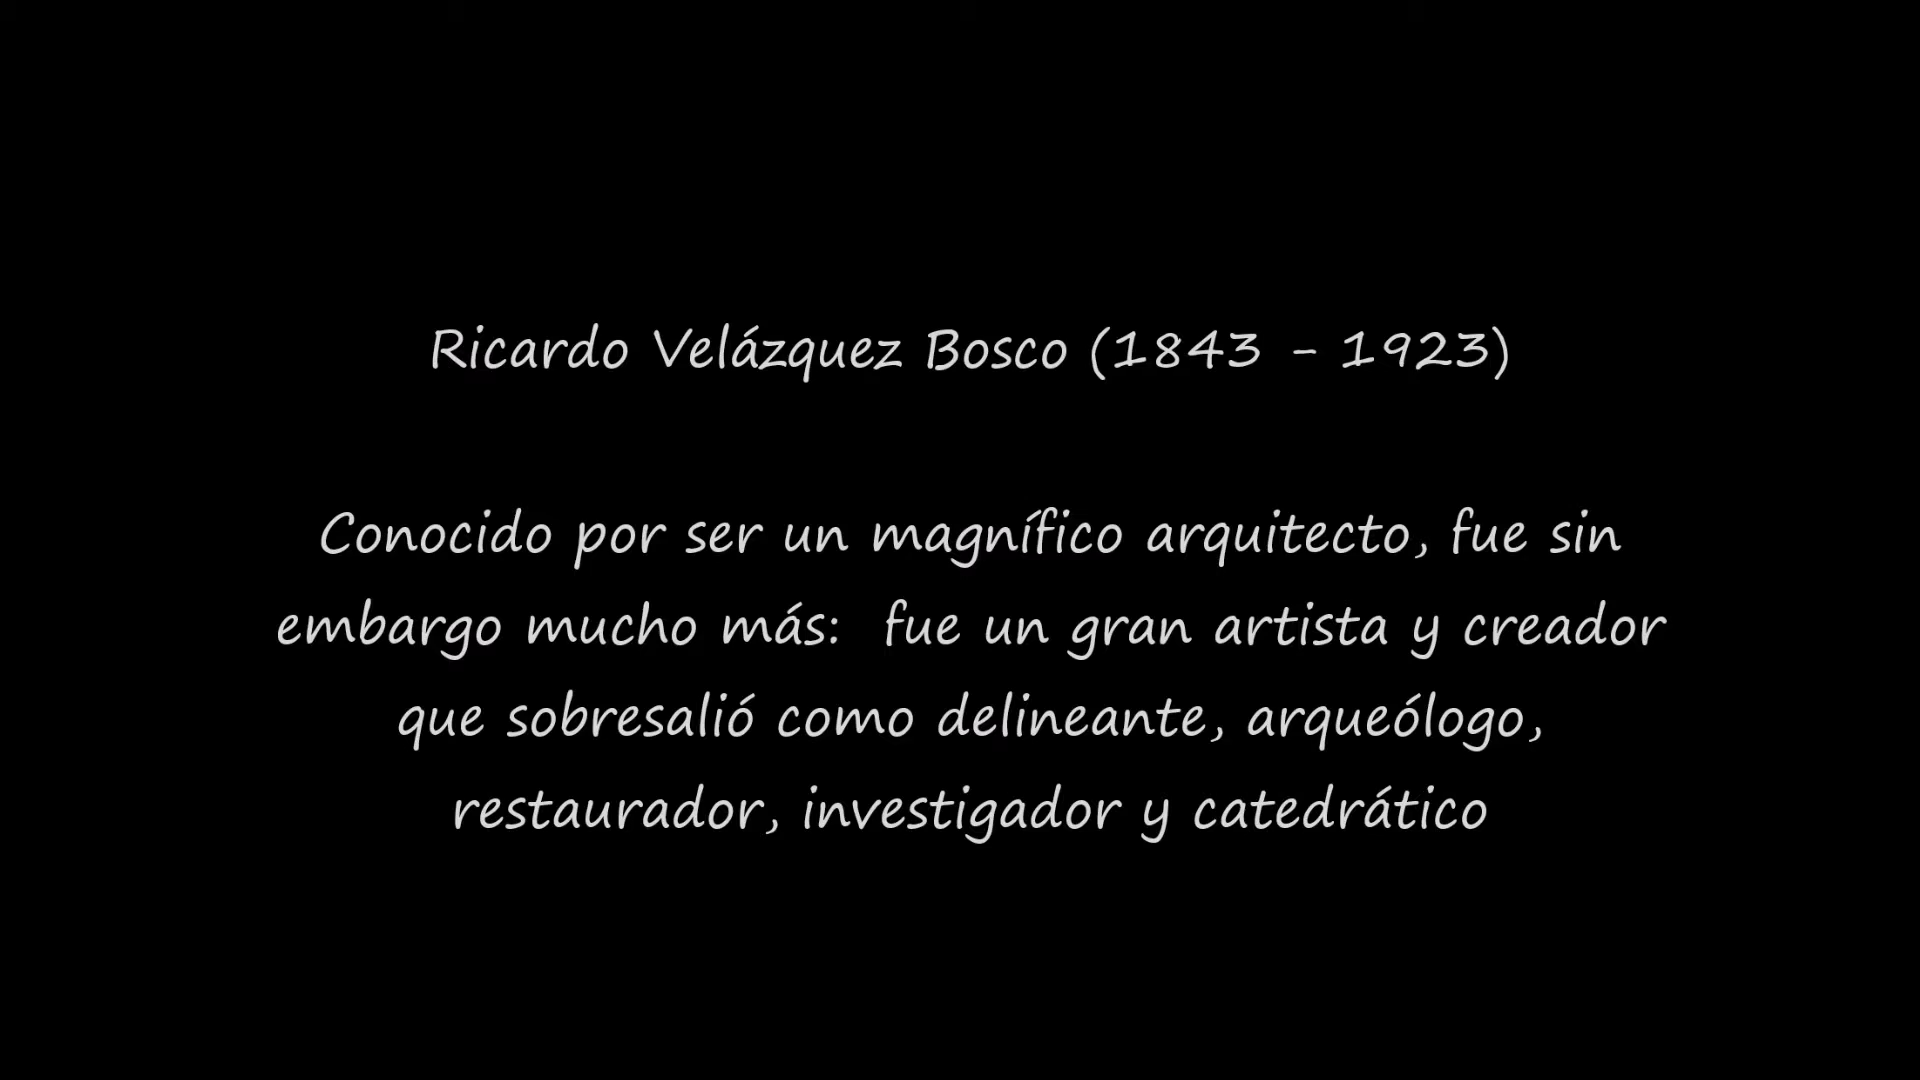 Ricardo Velázquez Bosco (1843 - 1923)
Conocido por ser un magnífico arquitecto, fue sin
embargo mucho más:  fue un gran artista y creador
que sobresalió como delineante, arqueólogo,
restaurador, investigador y catedrático